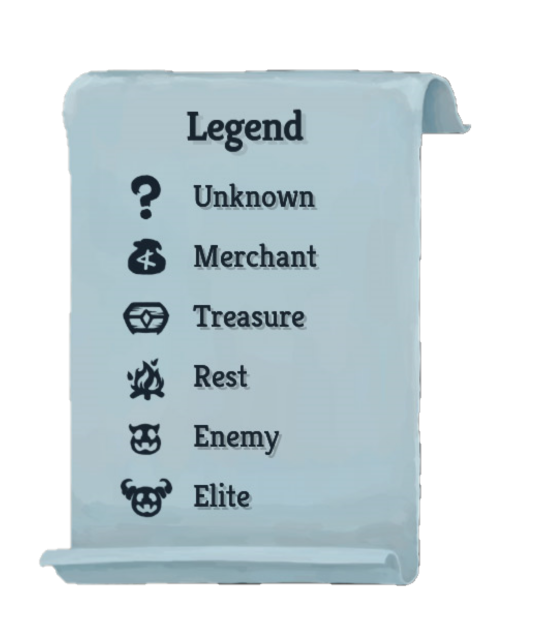 Legend
Unknown
Merchant
Treasure
Rest
Enemy
Elite